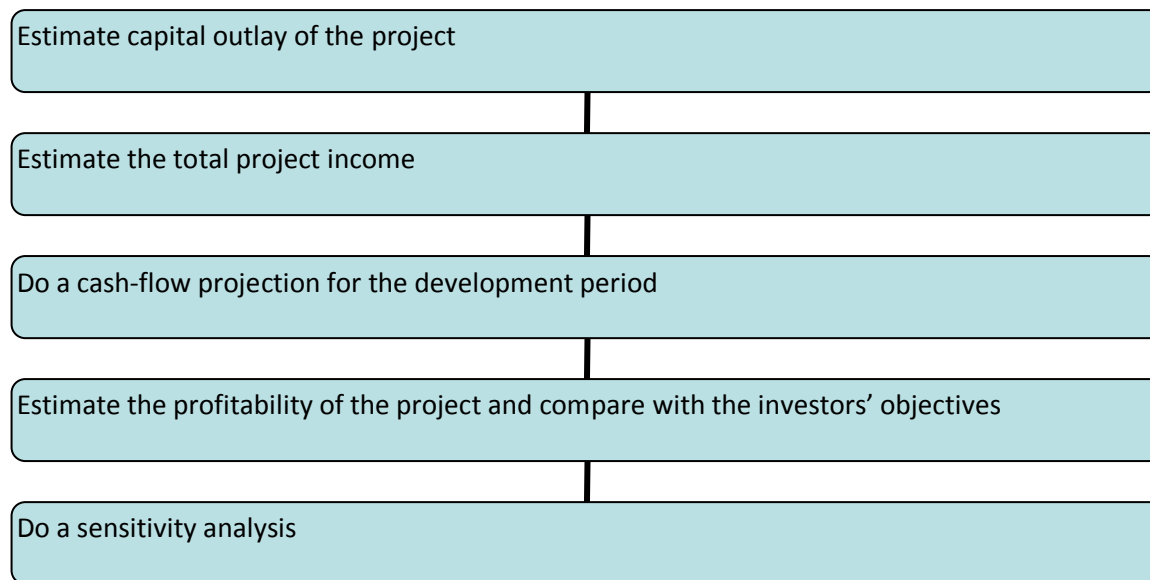 Estimate capital outlay of the project
Estimate the total project income
Do a cash-flow projection for the development period
Estimate the profitability of the project and compare with the investors’ objectives
Do a sensitivity analysis